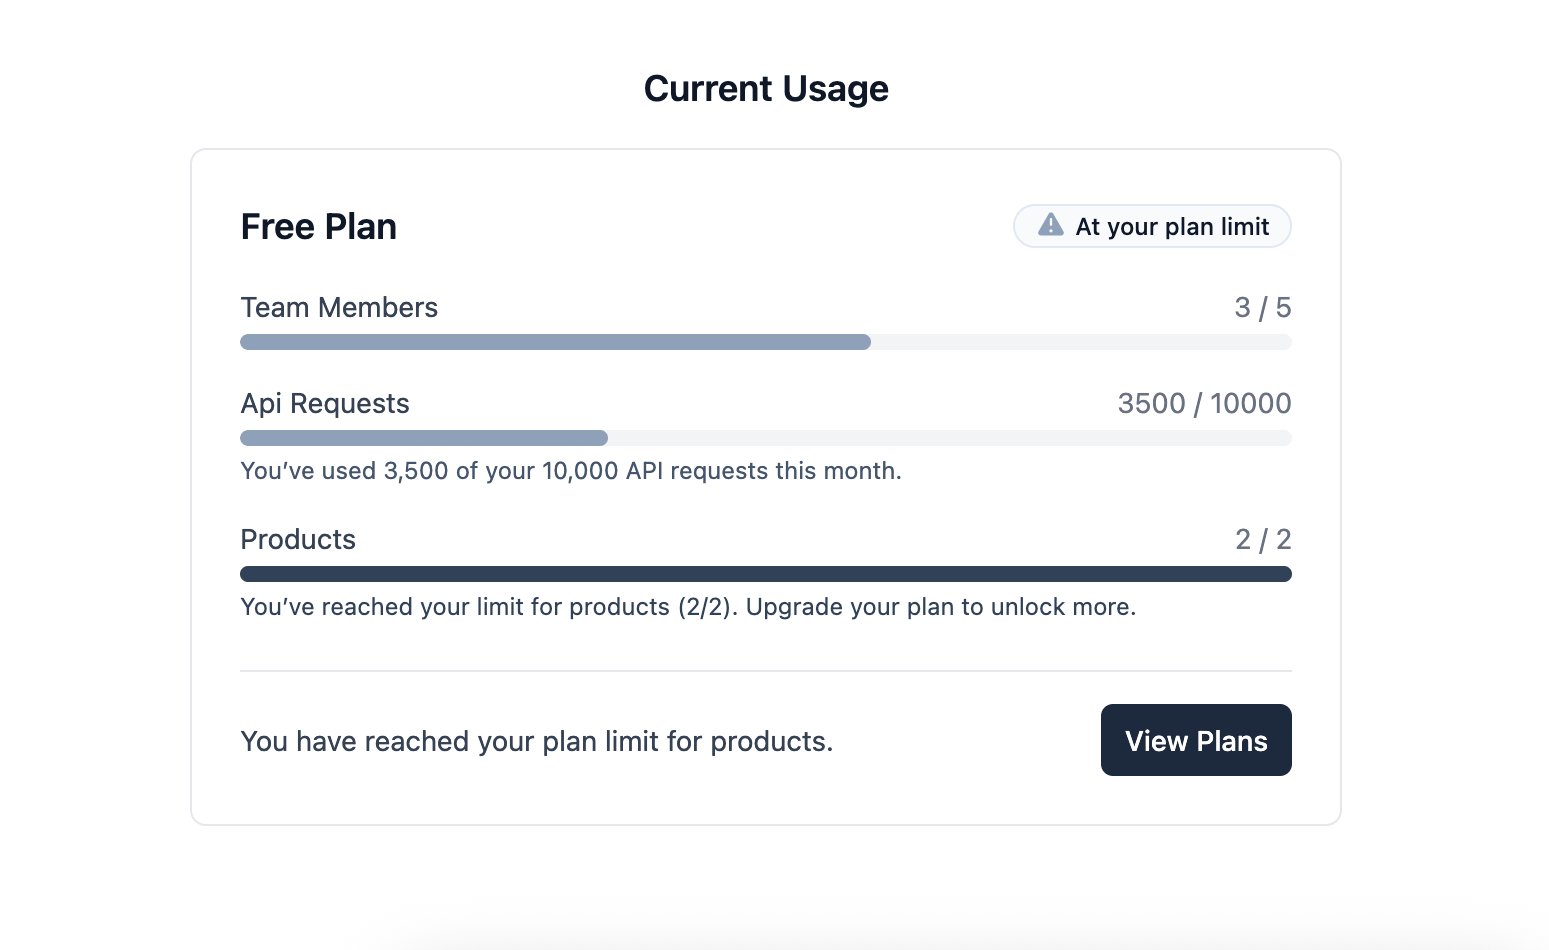 Current Usage
Free Plan
At your plan limit
Team Members
3 / 5
Api Requests
3500 / 10000
You’ve used 3,500 of your 10,000 API requests this month.
Products
2 / 2
You’ve reached your limit for products (2/2). Upgrade your plan to unlock more.
You have reached your plan limit for products.
View Plans